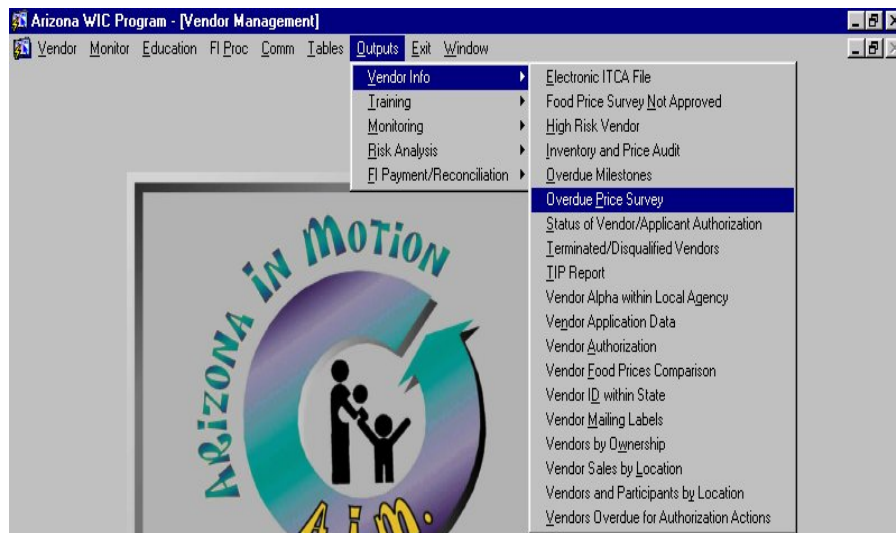 Arizona WIC Program - [Vendor Management]
Vendor Monitor Education FI Proc Comm Tables Outputs Exit Window
Vendor Info
Training
Monitoring
Risk Analysis
FI Payment/Reconciliation
Electronic ITCA File
Food Price Survey Not Approved
High Risk Vendor
Inventory and Price Audit
Overdue Milestones
Overdue Price Survey
Status of Vendor/Applicant Authorization
Terminated/Disqualified Vendors
TIP Report
Vendor Alpha within Local Agency
Vendor Application Data
Vendor Authorization
Vendor Food Prices Comparison
Vendor ID within State
Vendor Mailing Labels
Vendors by Ownership
Vendor Sales by Location
Vendors and Participants by Location
Vendors Overdue for Authorization Actions
ARiZONA iN MOTiON
A.i.M.